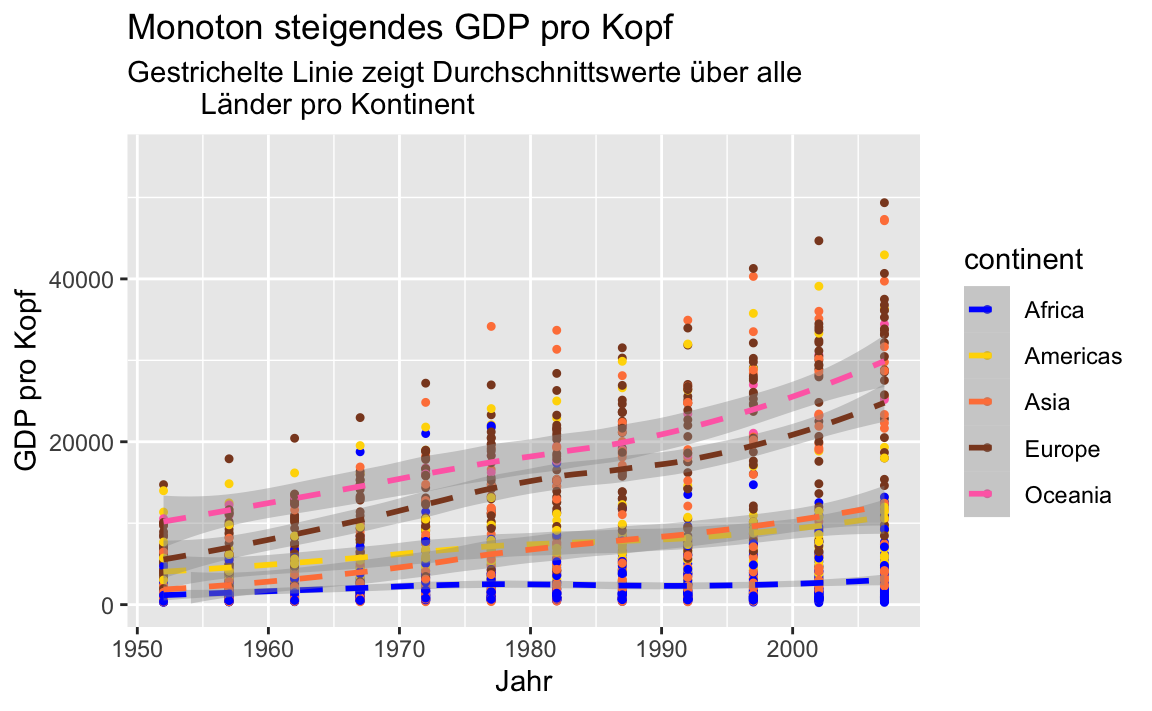 Monoton steigendes GDP pro Kopf
Gestrichelte Linie zeigt Durchschnittswerte über alle
Länder pro Kontinent
GDP pro Kopf
40000
20000
0
1950 1960 1970 1980 1990 2000
Jahr
continent
Africa
Americas
Asia
Europe
Oceania